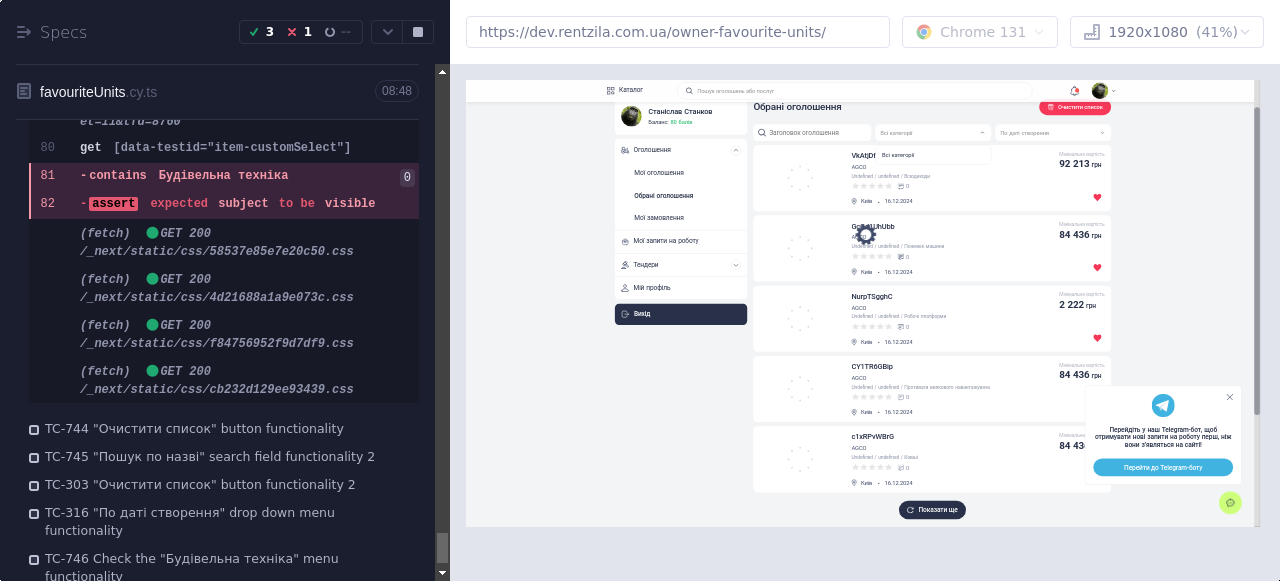 Specs
3
1
--
favouriteUnits.cy.ts
08:48
et=11&tfu=8760
80 get [data-testid="item-customSelect"]
81 -contains Будівельна техніка 0
82 -assert expected subject to be visible
(fetch) GET 200
/_next/static/css/58537e85e7e20c50.css
(fetch) GET 200
/_next/static/css/4d21688a1a9e073c.css
(fetch) GET 200
/_next/static/css/f84756952f9d7df9.css
(fetch) GET 200
/_next/static/css/cb232d129ee93439.css
TC-744 "Очистити список" button functionality
TC-745 "Пошук по назві" search field functionality 2
TC-303 "Очистити список" button functionality 2
TC-316 "По даті створення" drop down menu
functionality
TC-746 Check the "Будівельна техніка" menu
functionality
https://dev.rentzila.com.ua/owner-favourite-units/
Chrome 131
1920x1080 (41%)
Каталог
Пошук оголошень або послуг
Станіслав Станков
Баланс: 80 балів
Оголошення
Мої оголошення
Обрані оголошення
Мої замовлення
Мої запити на роботу
Тендери
Мій профіль
Вихід
Обрані оголошення
Очистити список
Заголовок оголошення
Всі категорії
По даті створення
Всі категорії
VkAtjDf
AGCO
Undefined / undefined / Всюдиходи
0
Київ • 16.12.2024
Мінімальна вартість
92 213 грн
Undefined / undefined / Пожежні машини
0
Київ • 16.12.2024
Мінімальна вартість
84 436 грн
NurpTSgghC
AGCO
Undefined / undefined / Робочі платформи
0
Київ • 16.12.2024
Мінімальна вартість
2 222 грн
CY1TR6GBip
AGCO
0
Київ • 16.12.2024
Мінімальна вартість
84 436 грн
c1xRPvWBrG
AGCO
Undefined / undefined / Ковші
0
Київ • 16.12.2024
84 43
Показати ще
Перейдіть у наш Telegram-бот, щоб
отримувати нові запити на роботу перш, ніж
вони з'являться на сайті!
Перейти до Telegram-боту